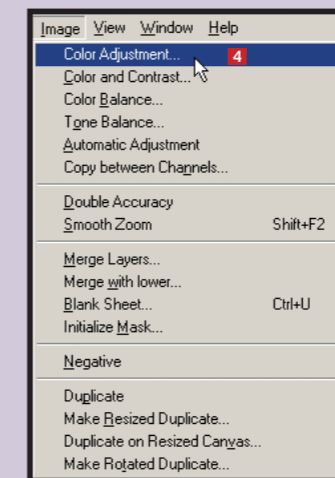 Image View Window Help
Color Adjustment... 4
Color and Contrast...
Color Balance...
Tone Balance...
Automatic Adjustment
Copy between Channels...
Double Accuracy
Smooth Zoom Shift+F2
Merge Layers...
Merge with lower...
Blank Sheet... Ctrl+U
Initialize Mask...
Negative
Duplicate
Make Resized Duplicate...
Duplicate on Resized Canvas...
Make Rotated Duplicate...